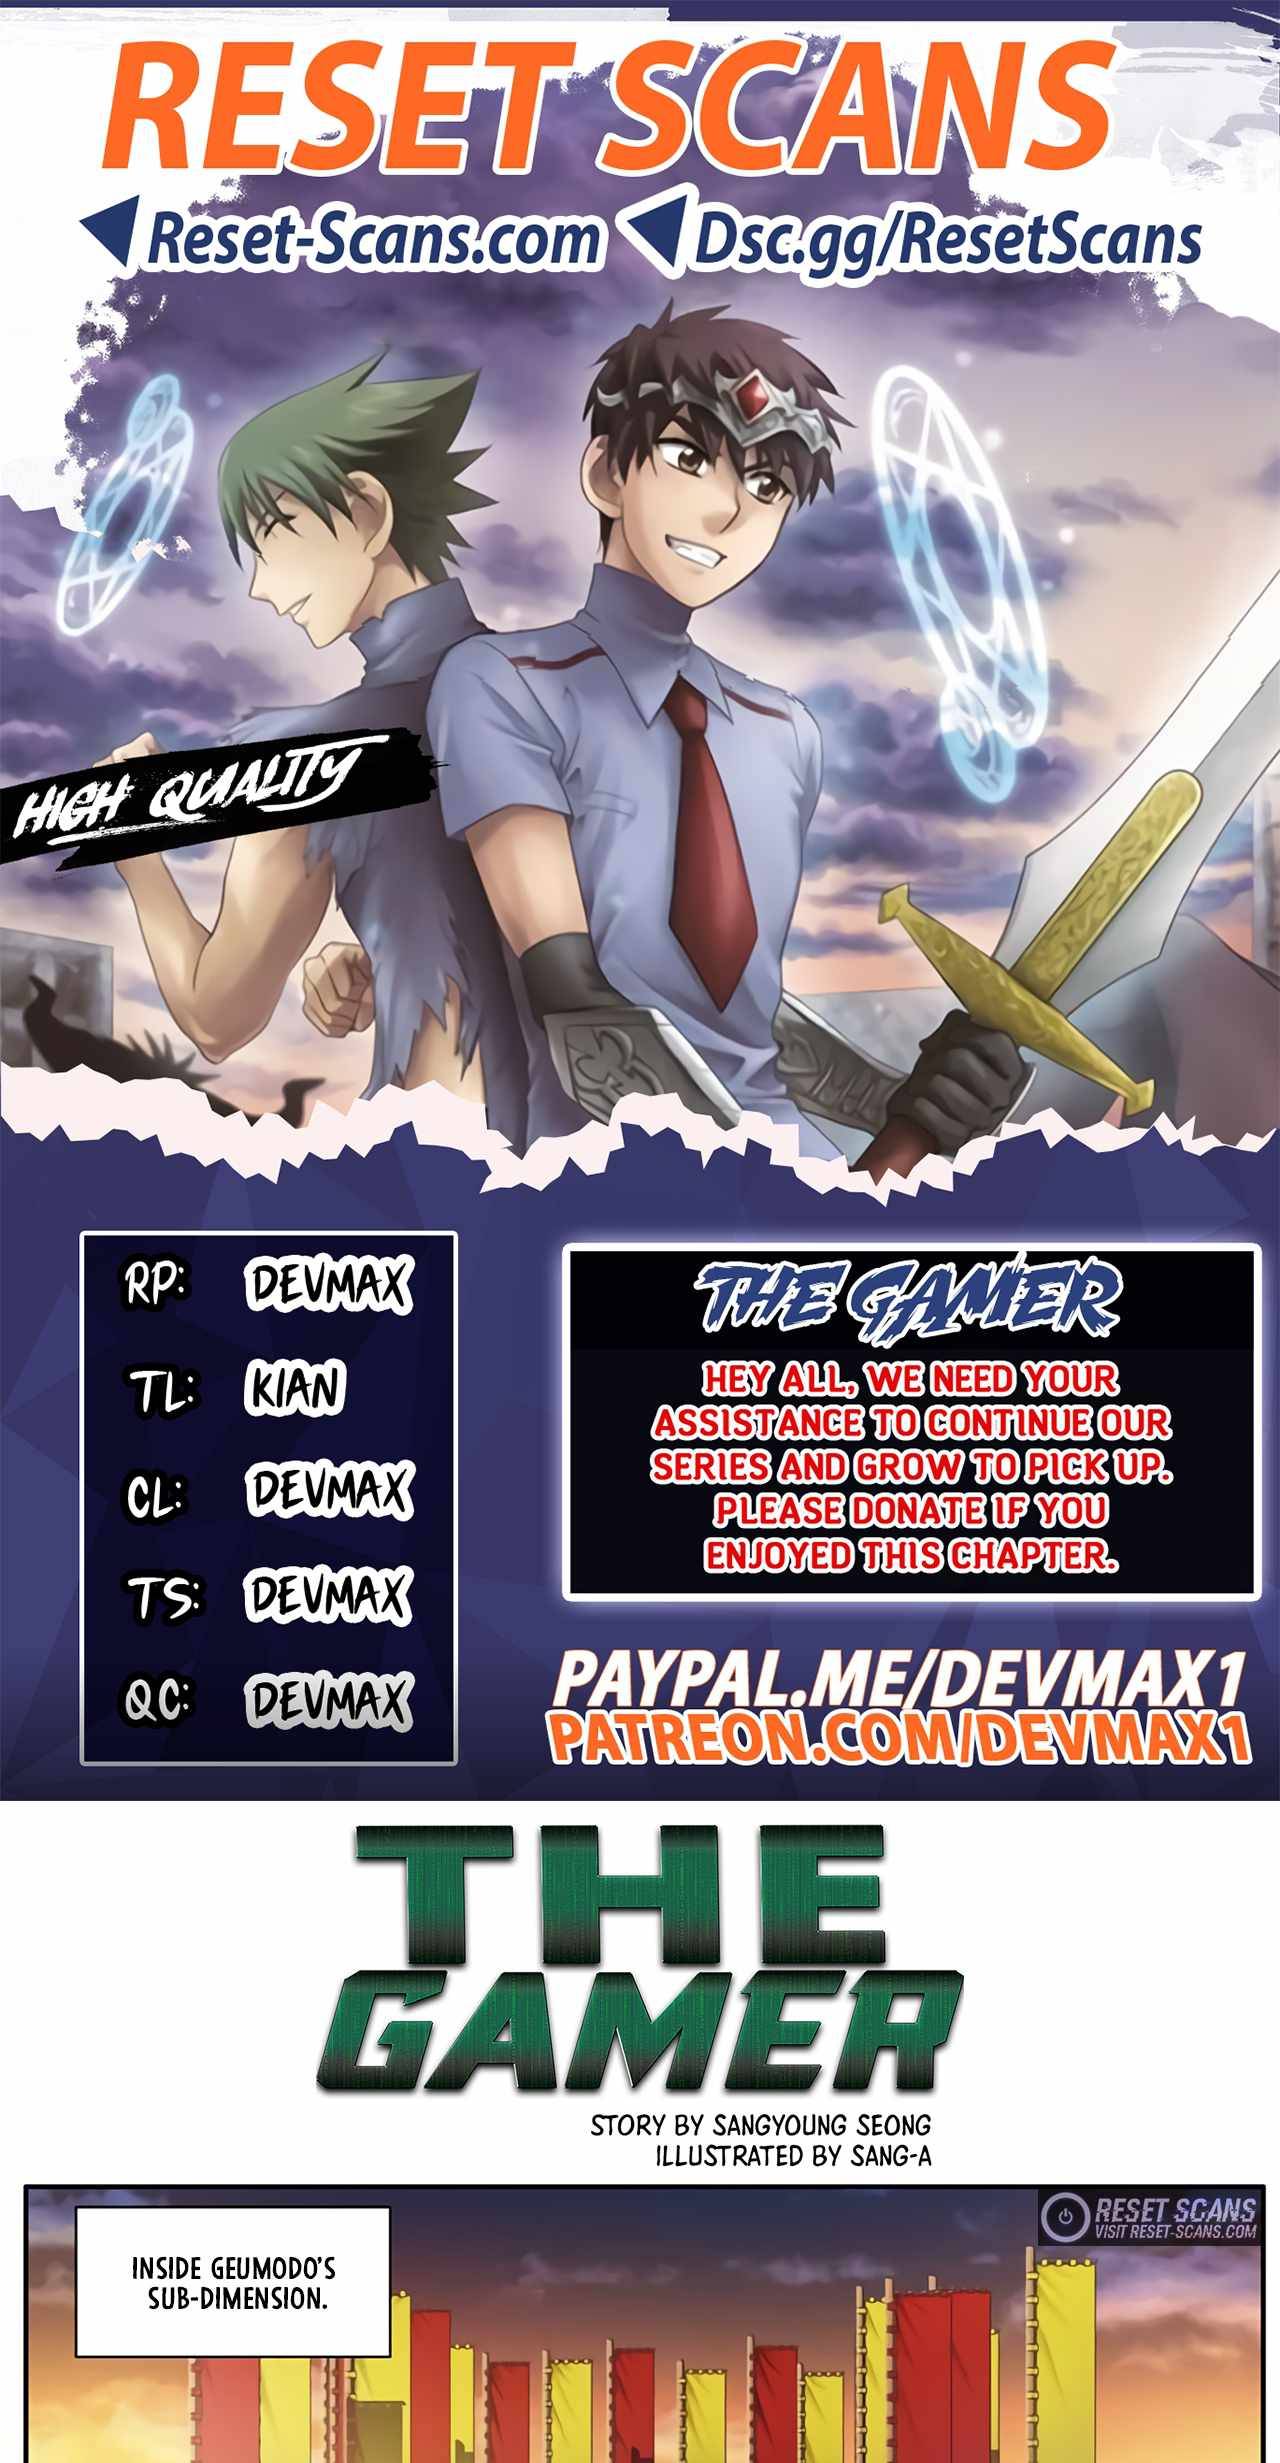 RESET SCANS
Reset-Scans.com
Dsc.gg/ResetScans
HIGH QUALITY
RP: DEVMAX
TL: KIAN
CL: DEVMAX
TS: DEVMAX
QC: DEVMAX
THE GAMER
HEY ALL, WE NEED YOUR
ASSISTANCE TO CONTINUE OUR
SERIES AND GROW TO PICK UP.
PLEASE DONATE IF YOU
ENJOYED THIS CHAPTER.
PAYPAL.ME/DEVMAX1
PATREON.COM/DEVMAX1
THE
GAMER
STORY BY SANGYOUNG SEONG
ILLUSTRATED BY SANG-A
RESET SCANS
VISIT RESET-SCANS.COM
INSIDE GEUMODO'S
SUB-DIMENSION.